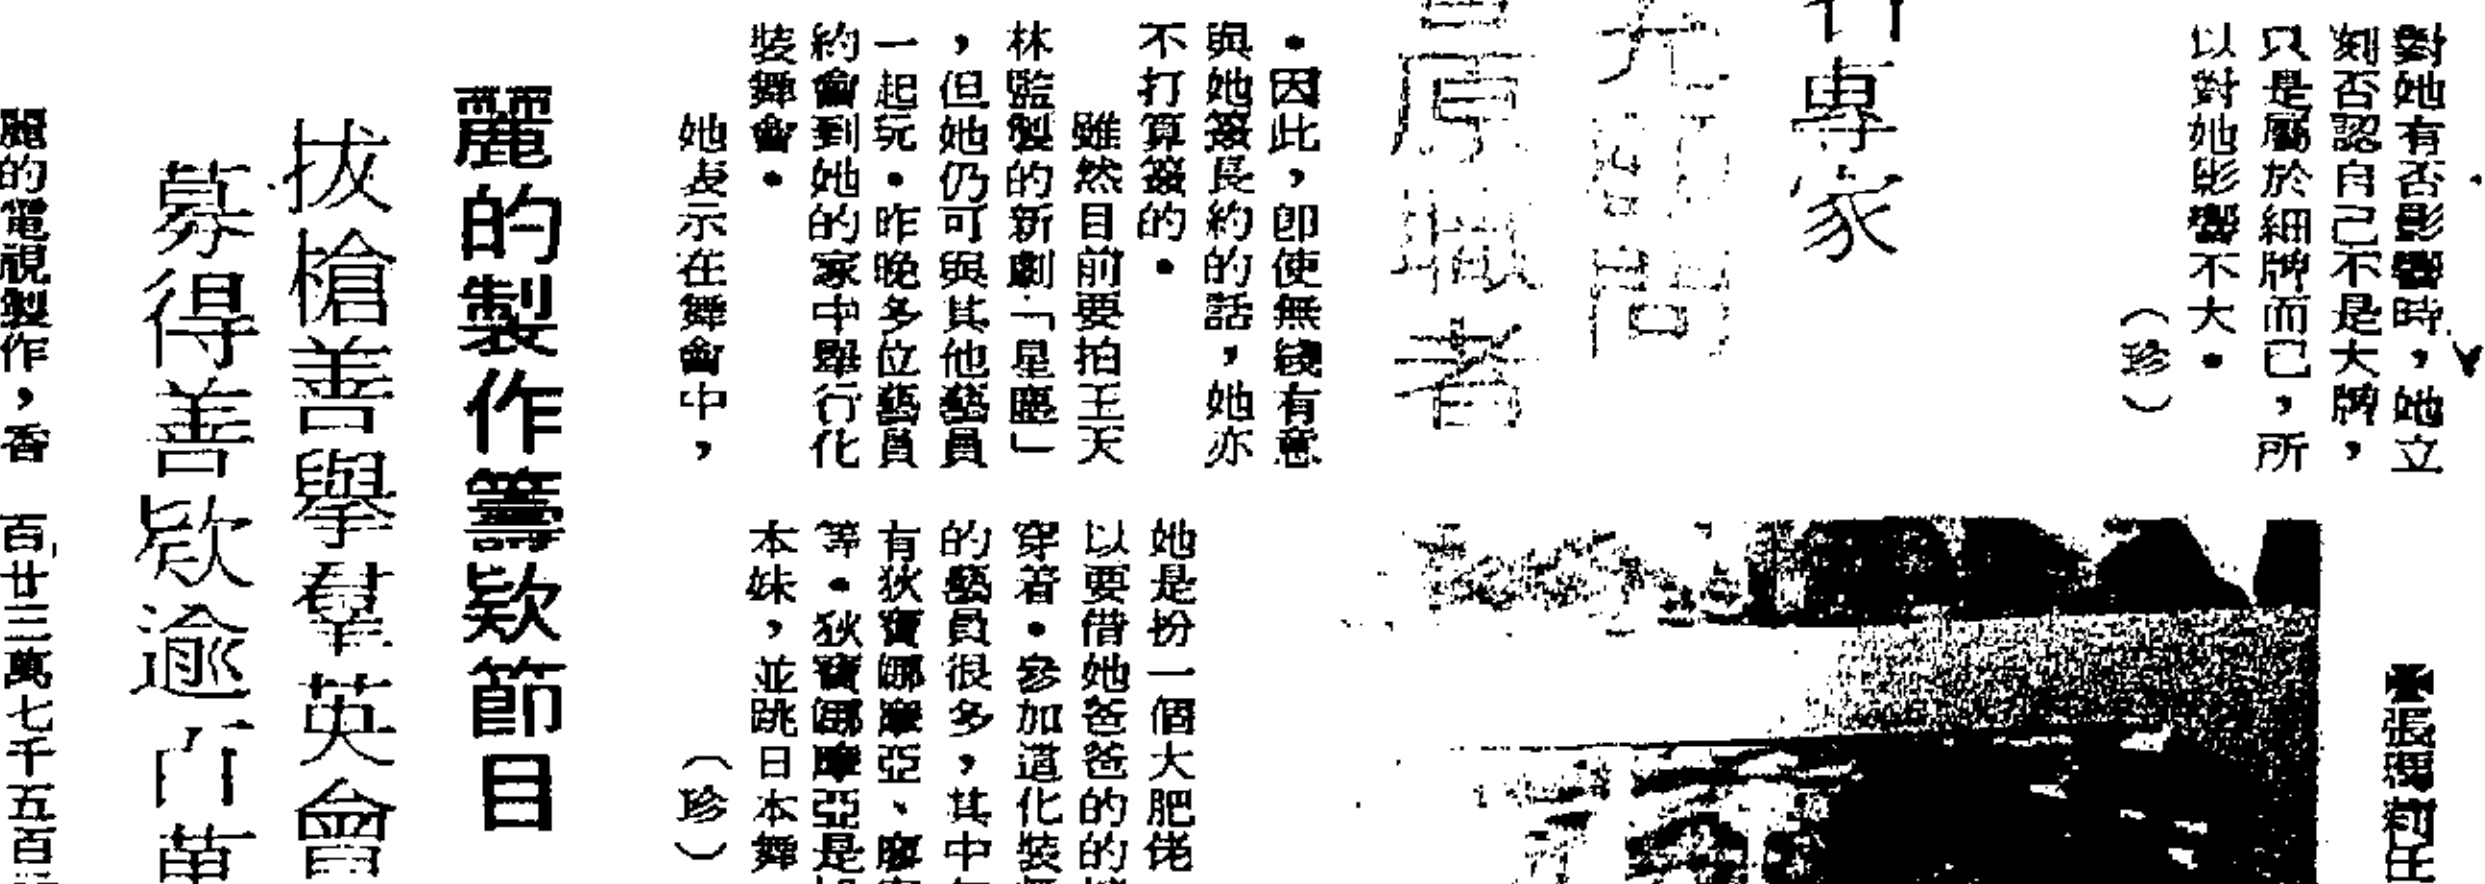 對她有否影響時，她立
刻否認自己不是大牌，
只是屬於細牌而已，所
以對她影響不大。
（珍）
專家
者
。因此，即使無綫有意
與她簽長約的話，她亦
不打算簽的。
雖然目前要拍王天
林監製的新劇「星塵」
，但她仍可與其他藝員
一起玩。昨晚多位藝員
約會到她的家中舉行化
裝舞會。
她表示在舞會中，
她是扮一個大肥佬
以要借她爸爸的的
穿着。參加這化裝
的藝員很多，其中
有狄寶娜摩亞、廖
等。狄寶娜摩亞是
本妹，並跳日本舞
（珍）
麗的製作籌欵節目
拔槍善舉羣英會
募得善欵逾百萬
麗的電視製作，香
百廿三萬七千五百